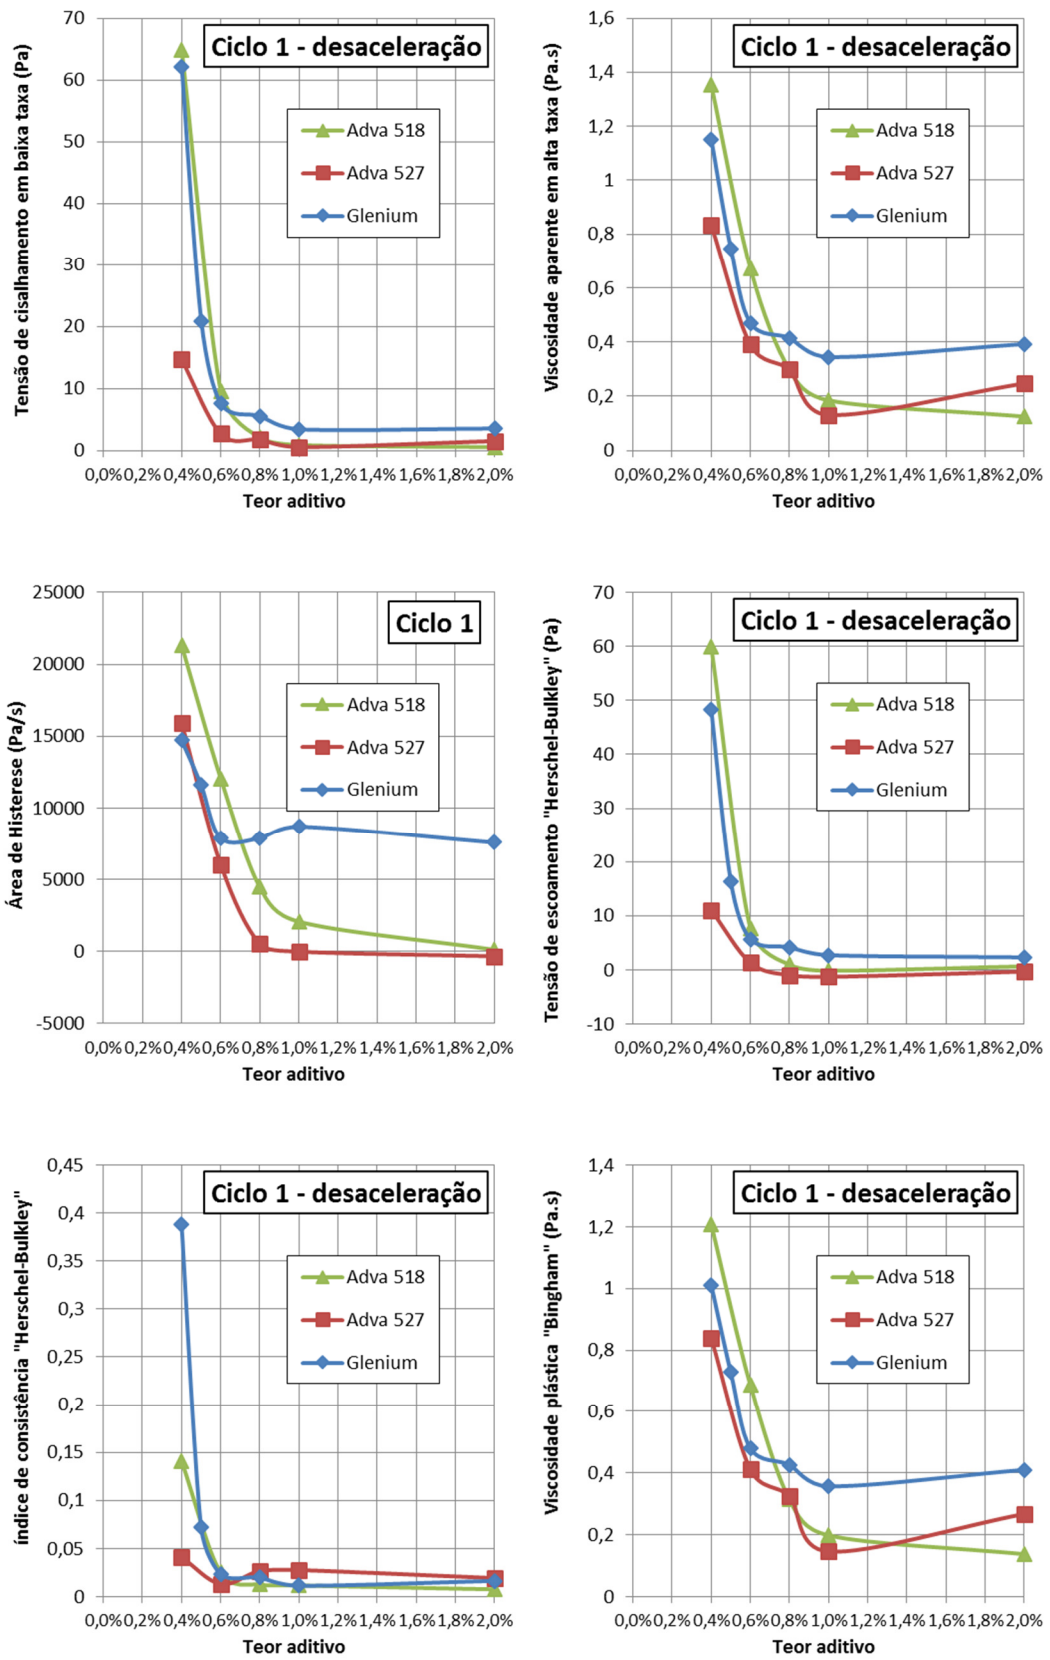 Tensão de cisalhamento em baixa taxa (Pa)
70
60
50
40
30
20
10
0
Ciclo 1 - desaceleração
Adva 518
Adva 527
Glenium
0,0% 0,2% 0,4% 0,6% 0,8% 1,0% 1,2% 1,4% 1,6% 1,8% 2,0%
Teor aditivo
Viscosidade aparente em alta taxa (Pa.s)
1,6
1,4
1,2
1
0,8
0,6
0,4
0,2
0
Ciclo 1 - desaceleração
Adva 518
Adva 527
Glenium
0,0% 0,2% 0,4% 0,6% 0,8% 1,0% 1,2% 1,4% 1,6% 1,8% 2,0%
Teor aditivo
Área de Histerese (Pa/s)
25000
20000
15000
10000
5000
0
-5000
Ciclo 1
Adva 518
Adva 527
Glenium
0,0% 0,2% 0,4% 0,6% 0,8% 1,0% 1,2% 1,4% 1,6% 1,8% 2,0%
Teor aditivo
Tensão de escoamento "Herschel-Bulkley" (Pa)
70
60
50
40
30
20
10
0
-10
Ciclo 1 - desaceleração
Adva 518
Adva 527
Glenium
0,0% 0,2% 0,4% 0,6% 0,8% 1,0% 1,2% 1,4% 1,6% 1,8% 2,0%
Teor aditivo
índice de consistência "Herschel-Bulkley"
0,45
0,4
0,35
0,3
0,25
0,2
0,15
0,1
0,05
0
Ciclo 1 - desaceleração
Adva 518
Adva 527
Glenium
0,0% 0,2% 0,4% 0,6% 0,8% 1,0% 1,2% 1,4% 1,6% 1,8% 2,0%
Teor aditivo
Viscosidade plástica "Bingham" (Pa.s)
1,4
1,2
1
0,8
0,6
0,4
0,2
0
Ciclo 1 - desaceleração
Adva 518
Adva 527
Glenium
0,0% 0,2% 0,4% 0,6% 0,8% 1,0% 1,2% 1,4% 1,6% 1,8% 2,0%
Teor aditivo